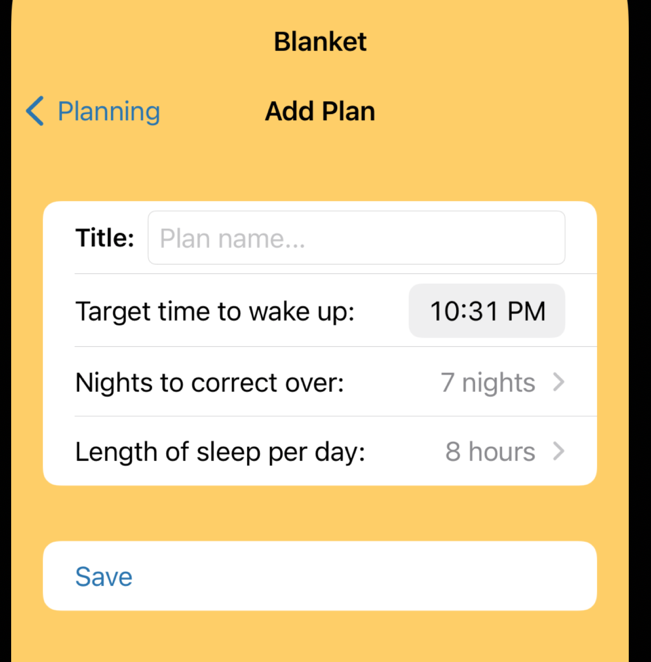 Blanket
Planning Add Plan
Title: Plan name...
Target time to wake up: 10:31 PM
Nights to correct over: 7 nights
Length of sleep per day: 8 hours
Save